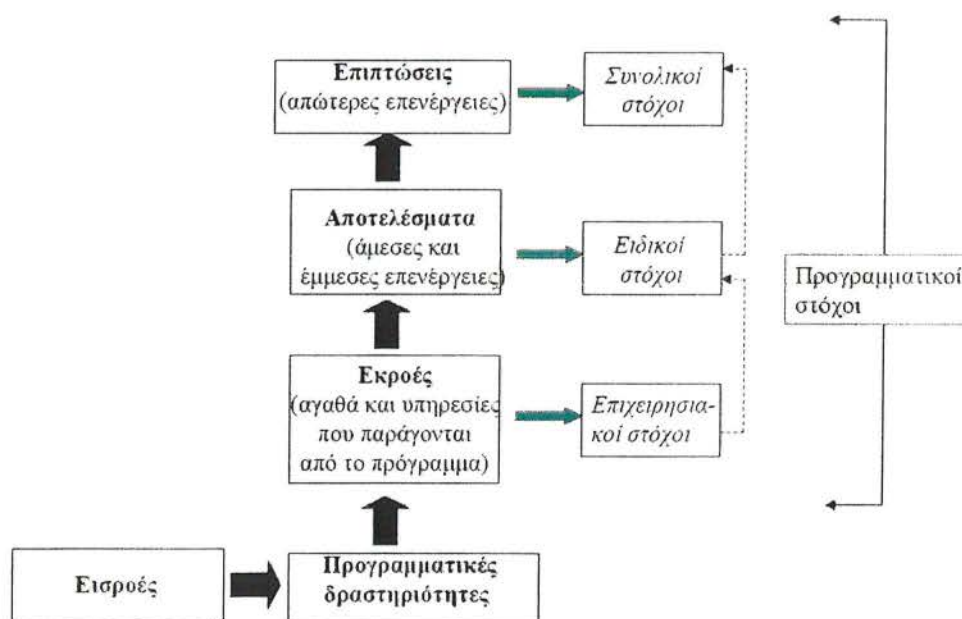 Επιπτώσεις
(απώτερες επενέργειες)
Συνολικοί
στόχοι
Αποτελέσματα
(άμεσες και
έμμεσες επενέργειες)
Ειδικοί
στόχοι
Προγραμματικοί
στόχοι
Εκροές
(αγαθά και υπηρεσίες
που παράγονται
από το πρόγραμμα)
Επιχειρησια-
κοί στόχοι
Εισροές
Προγραμματικές
δραστηριότητες